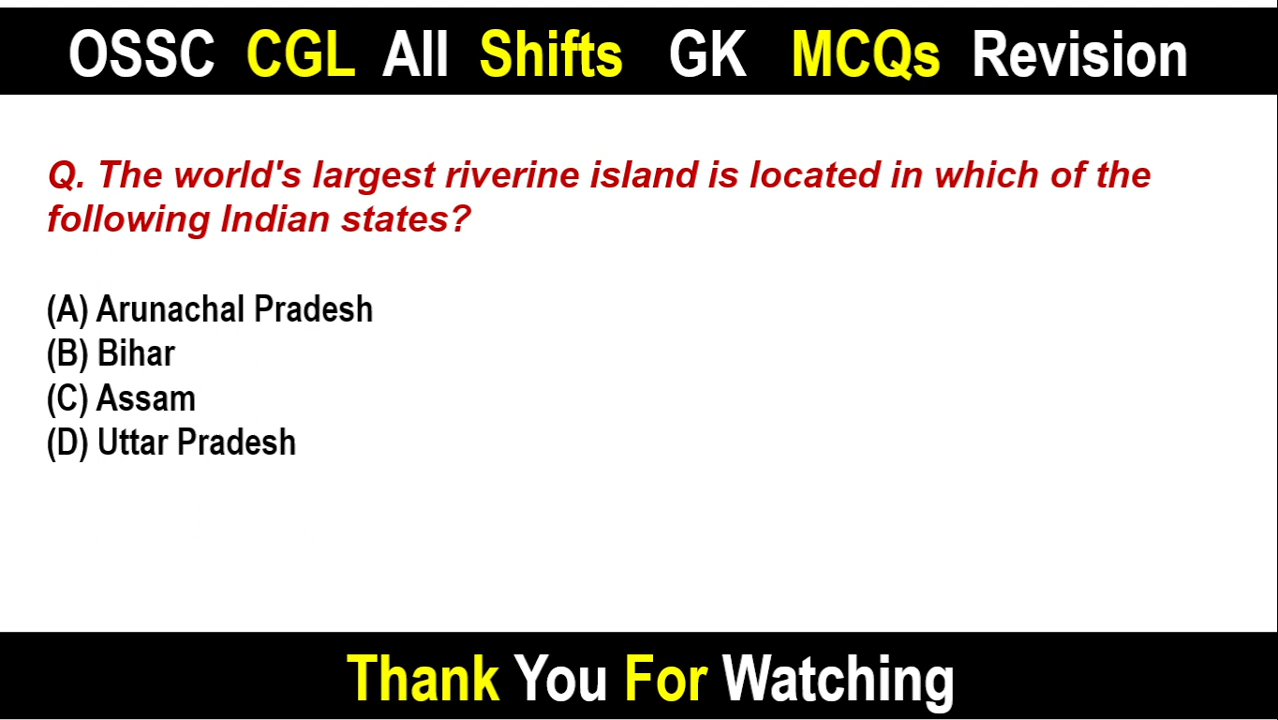 OSSC CGL All Shifts GK MCQs Revision
Q. The world's largest riverine island is located in which of the
following Indian states?
(A) Arunachal Pradesh
(B) Bihar
(C) Assam
(D) Uttar Pradesh
Thank You For Watching